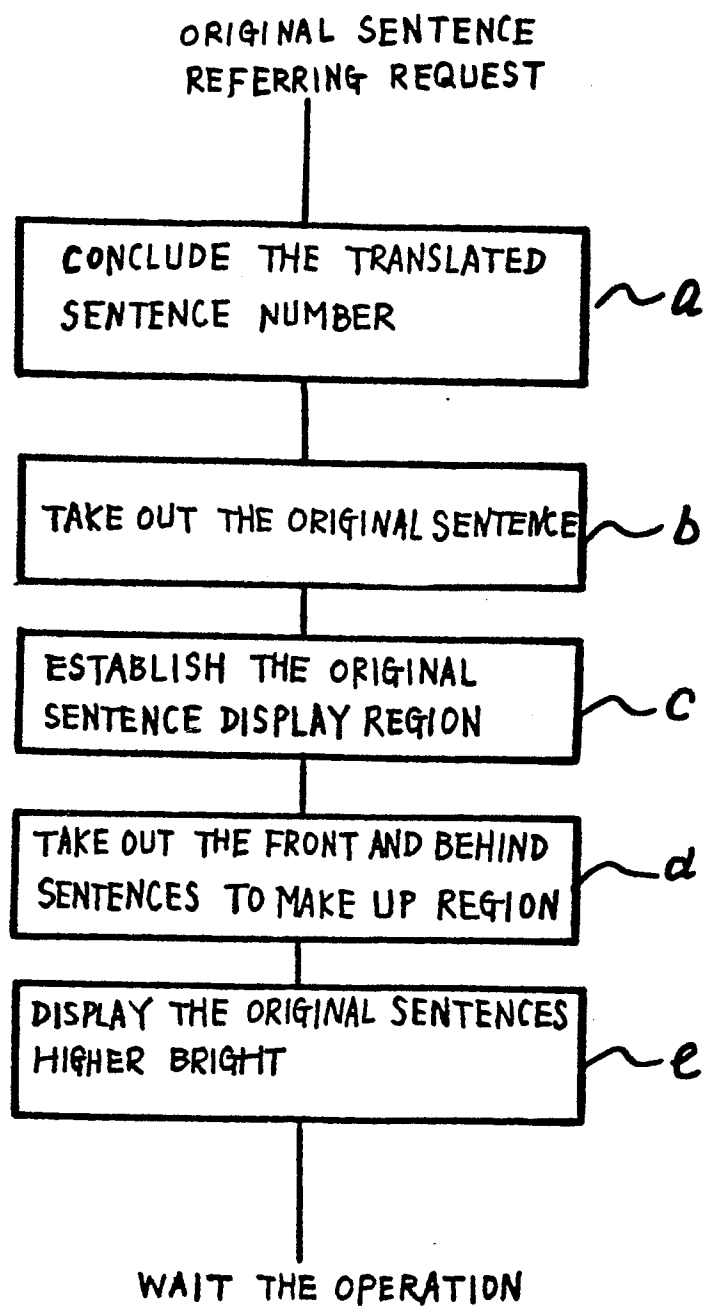 ORIGINAL SENTENCE
REFERRING REQUEST
CONCLUDE THE TRANSLATED
SENTENCE NUMBER
a
TAKE OUT THE ORIGINAL SENTENCE
b
ESTABLISH THE ORIGINAL
SENTENCE DISPLAY REGION
c
TAKE OUT THE FRONT AND BEHIND
SENTENCES TO MAKE UP REGION
d
DISPLAY THE ORIGINAL SENTENCES
HIGHER BRIGHT
e
WAIT THE OPERATION